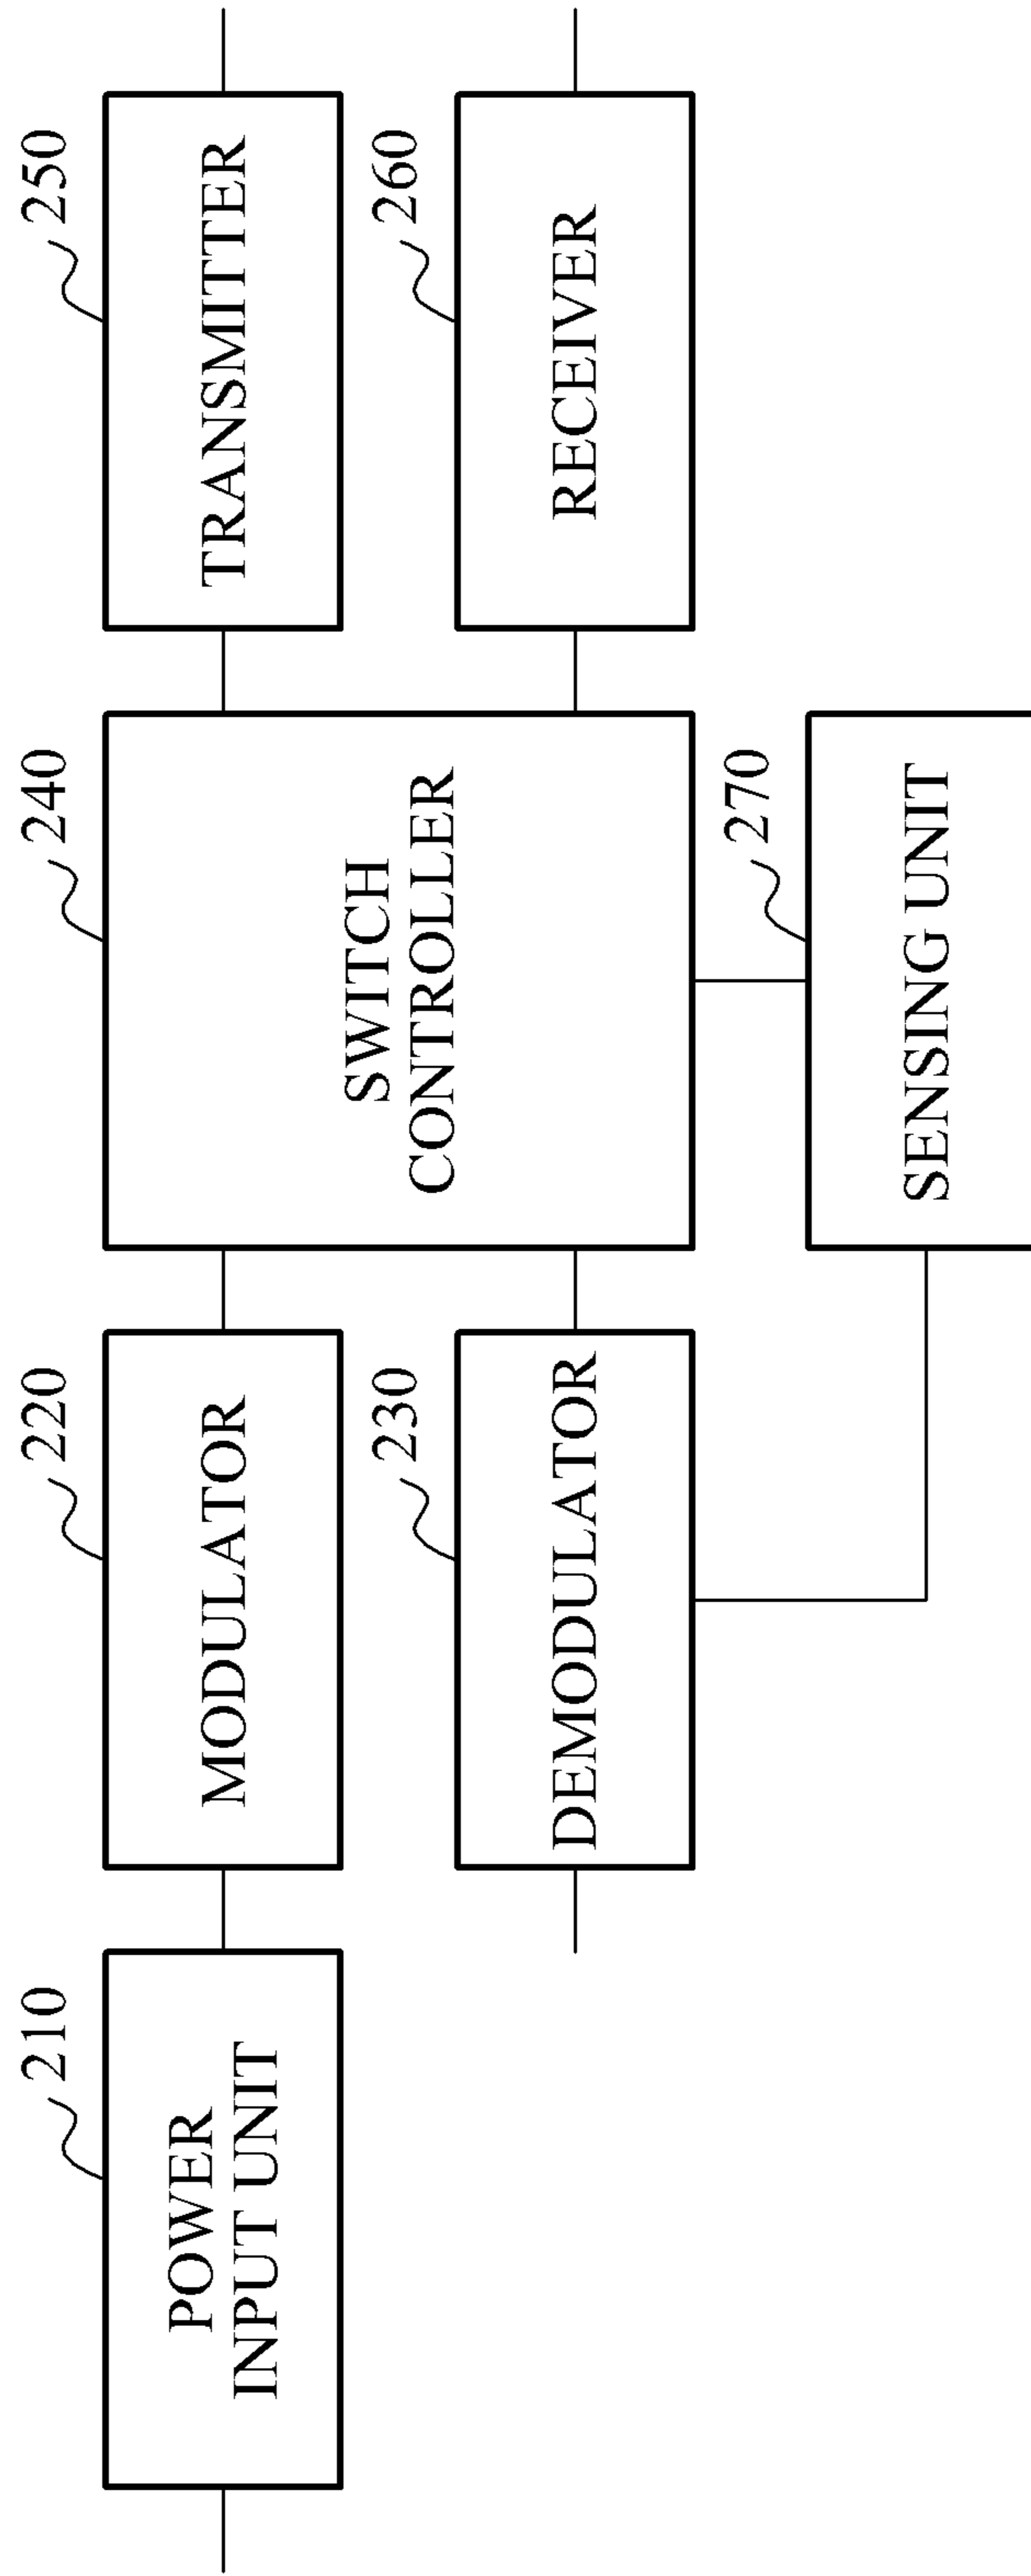 210
POWER
INPUT UNIT
220
MODULATOR
240
SWITCH
CONTROLLER
250
TRANSMITTER
230
DEMODULATOR
260
RECEIVER
270
SENSING UNIT